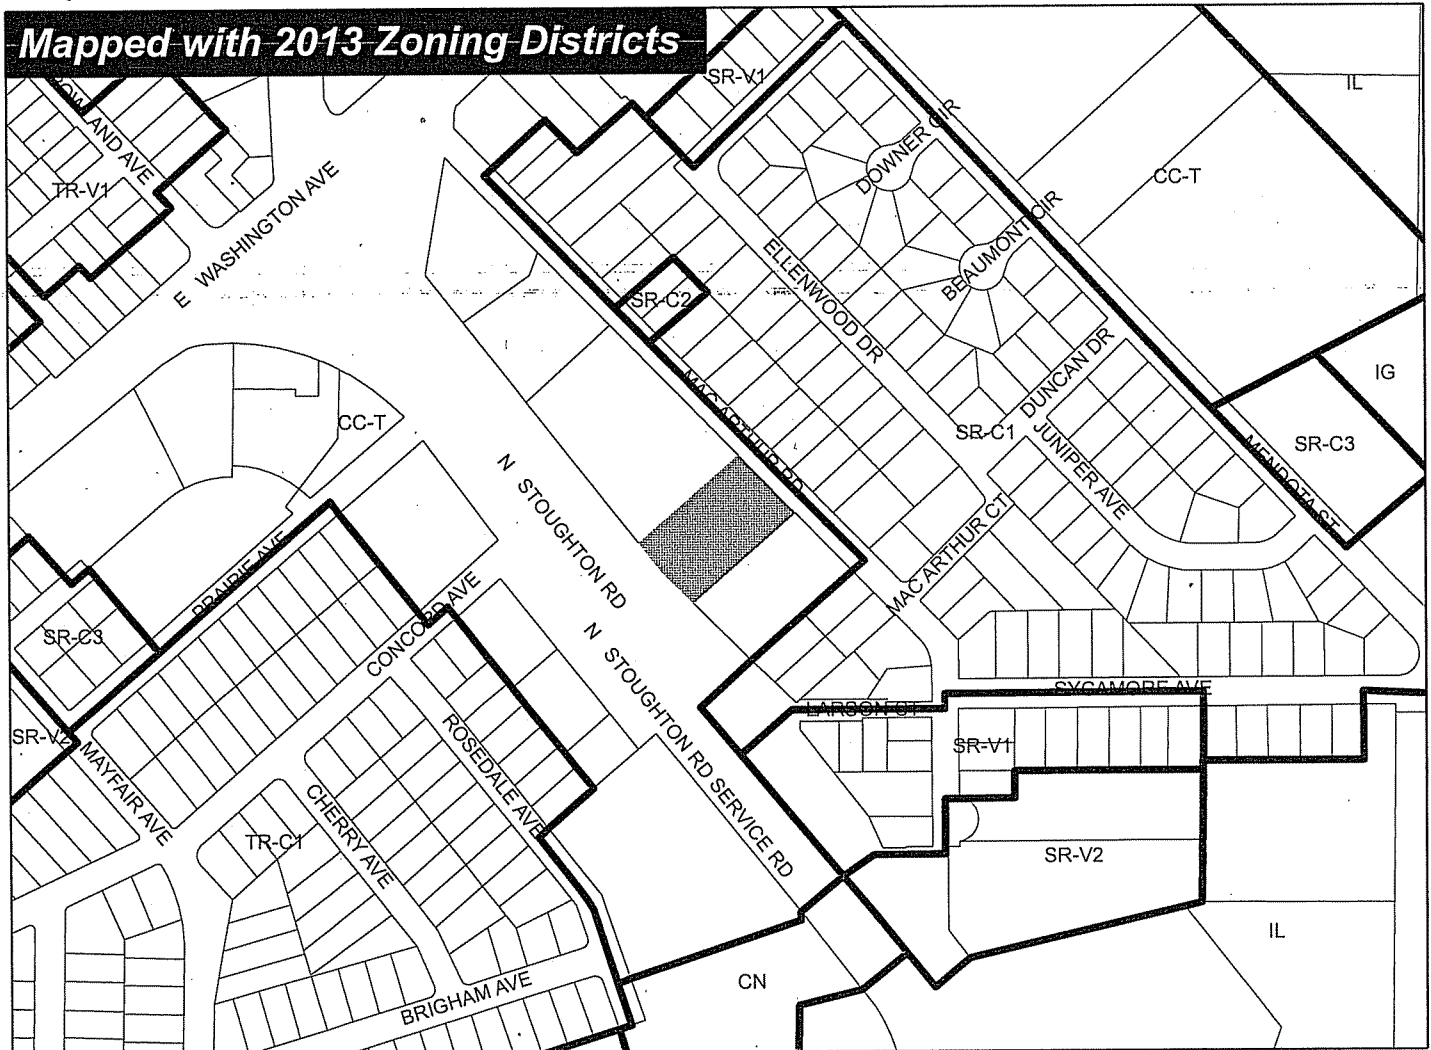 Mapped with 2013 Zoning Districts
SR-V1
IL
AND AVE
TR-V1
DOWNER CIR
CC-T
E WASHINGTON AVE
BEAUMONT CIR
ELLENWOOD DR
SR-C2
DUNCAN DR
IG
MAC ARTHUR RD
CC-T
SR-C1
JUNIPER AVE
SR-C3
MENDOTA ST
N STOUGHTON RD
MAC ARTHUR CT
PRAIRIE AVE
CONCORD AVE
SR-C3
N STOUGHTON RD SERVICE RD
SYCAMORE AVE
LARSON CT
SR-V2
MAYFAIR AVE
ROSEDALE AVE
SR-V1
CHERRY AVE
TR-C1
SR-V2
IL
CN
BRIGHAM AVE